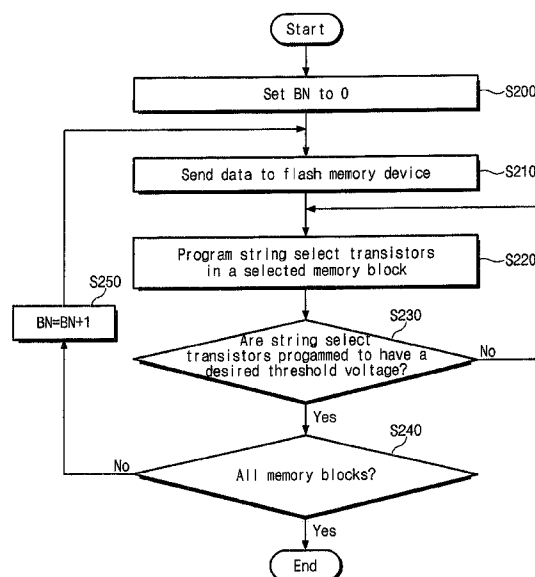 Start
Set BN to 0
S200
Send data to flash memory device
S210
Program string select transistors
in a selected memory block
S220
S250
BN=BN+1
S230
Are string select
transistors progammed to have a
desired threshold voltage?
No
Yes
S240
No
All memory blocks?
Yes
End